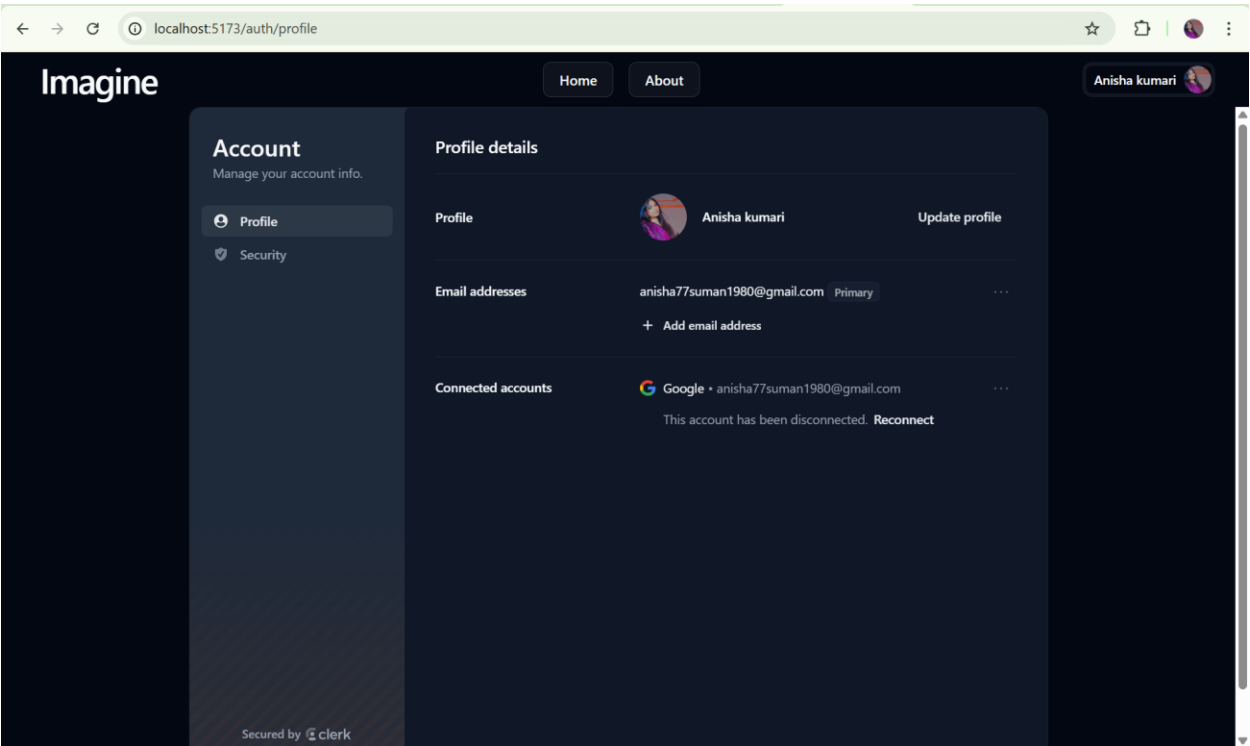 localhost:5173/auth/profile
Imagine
Home
About
Anisha kumari
Account
Manage your account info.
Profile
Security
Profile details
Profile
Anisha kumari
Update profile
Email addresses
anisha77suman1980@gmail.com Primary
+ Add email address
Connected accounts
Google • anisha77suman1980@gmail.com
This account has been disconnected. Reconnect
Secured by clerk